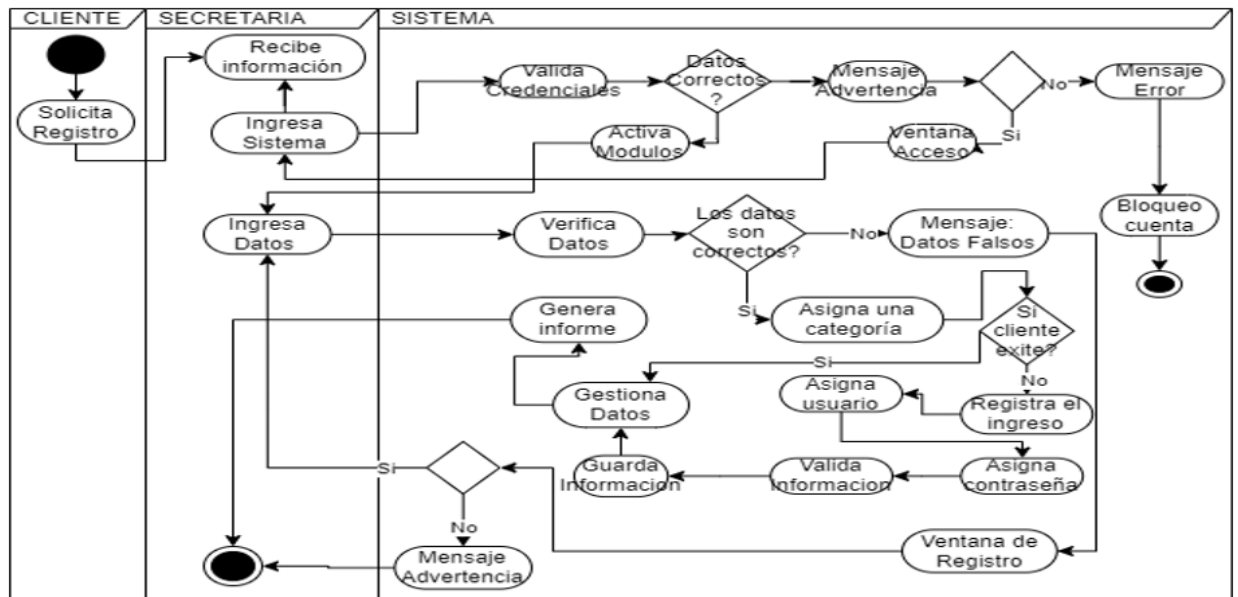 CLIENTE
SECRETARIA
SISTEMA
Recibe
información
Solicita
Registro
Ingresa
Sistema
Valida
Credenciales
Datos
Correctos
?
Mensaje
Advertencia
No
Mensaje
Error
Si
Activa
Modulos
Ventana
Acceso
Bloqueo
cuenta
Ingresa
Datos
Verifica
Datos
Los datos
son
correctos?
No
Mensaje:
Datos Falsos
Si
Asigna una
categoría
Si
cliente
exite?
Genera
informe
Si
No
Gestiona
Datos
Asigna
usuario
Registra el
ingreso
Guarda
Informacion
Valida
Informacion
Asigna
contraseña
Si
No
Mensaje
Advertencia
Ventana de
Registro